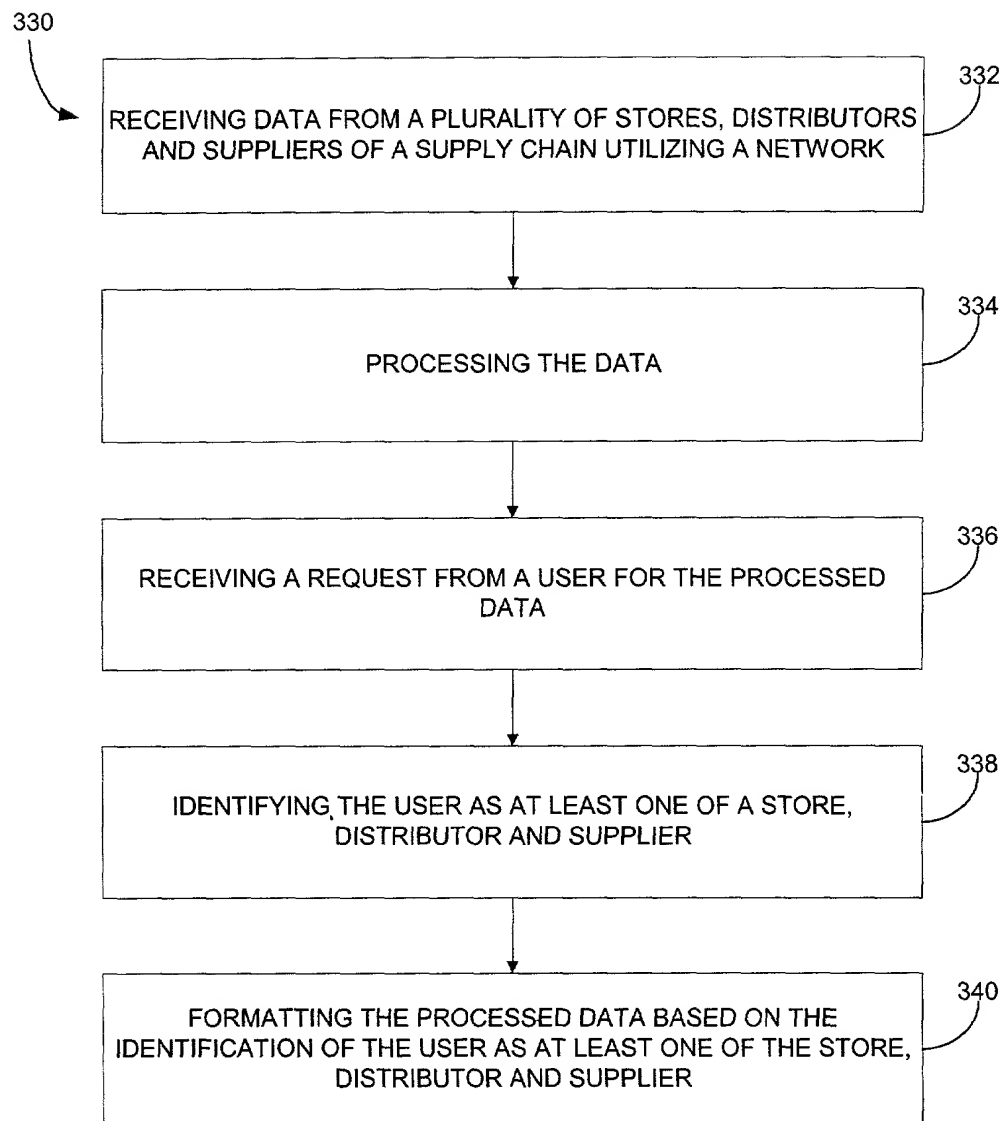 330
332
RECEIVING DATA FROM A PLURALITY OF STORES, DISTRIBUTORS
AND SUPPLIERS OF A SUPPLY CHAIN UTILIZING A NETWORK
334
PROCESSING THE DATA
336
RECEIVING A REQUEST FROM A USER FOR THE PROCESSED
DATA
338
IDENTIFYING THE USER AS AT LEAST ONE OF A STORE,
DISTRIBUTOR AND SUPPLIER
340
FORMATTING THE PROCESSED DATA BASED ON THE
IDENTIFICATION OF THE USER AS AT LEAST ONE OF THE STORE,
DISTRIBUTOR AND SUPPLIER